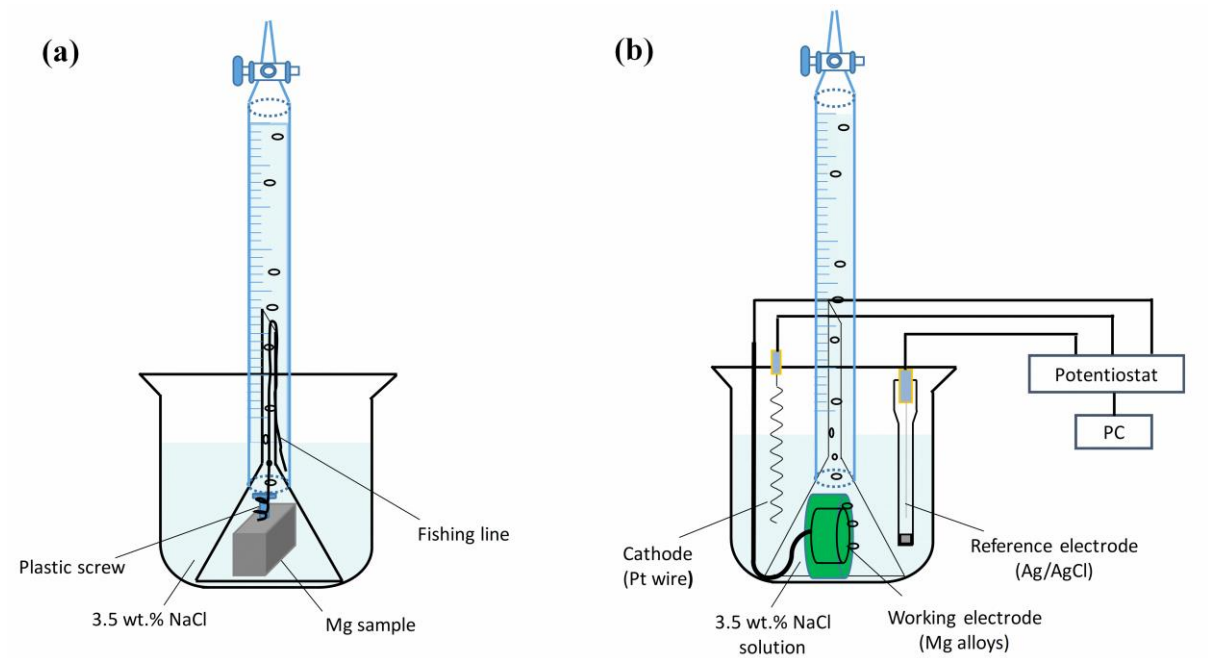 (a)
Plastic screw
3.5 wt.% NaCl
Mg sample
Fishing line
(b)
Potentiostat
PC
Cathode
(Pt wire)
3.5 wt.% NaCl
solution
Working electrode
(Mg alloys)
Reference electrode
(Ag/AgCl)